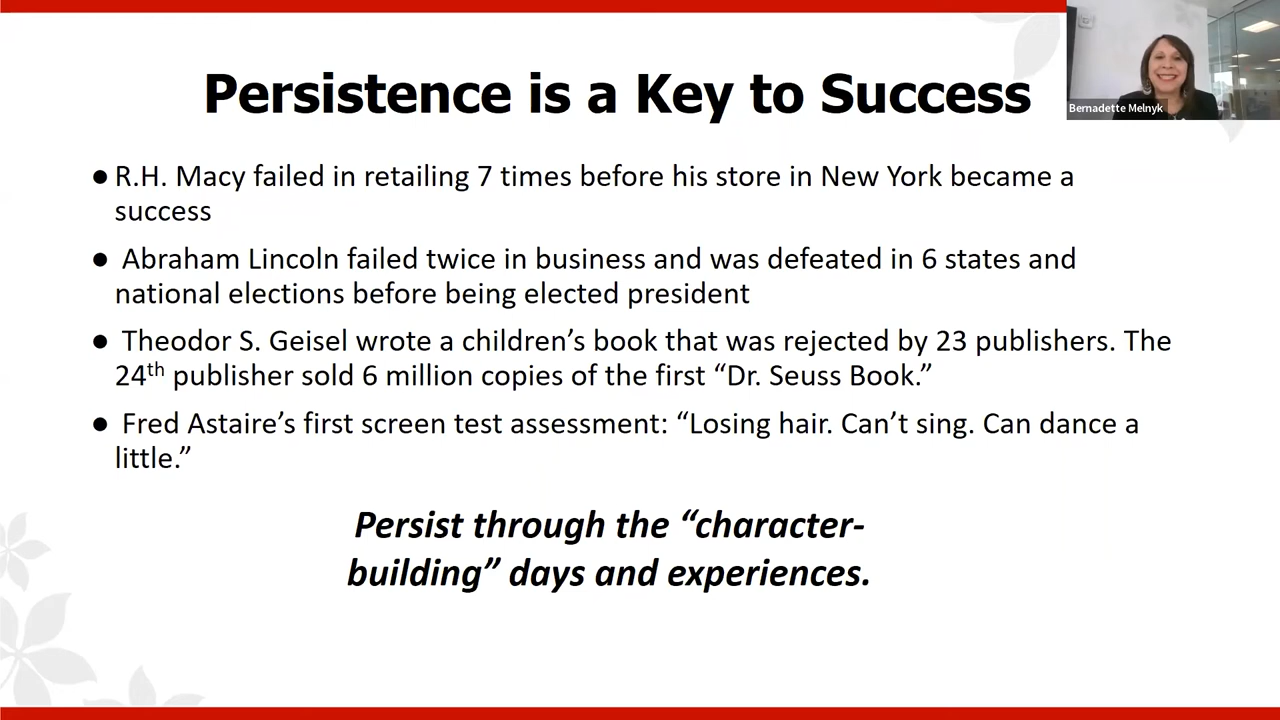 Persistence is a Key to Success
Bernadette Melnyk
● R.H. Macy failed in retailing 7 times before his store in New York became a
success
● Abraham Lincoln failed twice in business and was defeated in 6 states and
national elections before being elected president
● Theodor S. Geisel wrote a children’s book that was rejected by 23 publishers. The
24th publisher sold 6 million copies of the first “Dr. Seuss Book.”
● Fred Astaire’s first screen test assessment: “Losing hair. Can’t sing. Can dance a
little.”
Persist through the “character-
building” days and experiences.